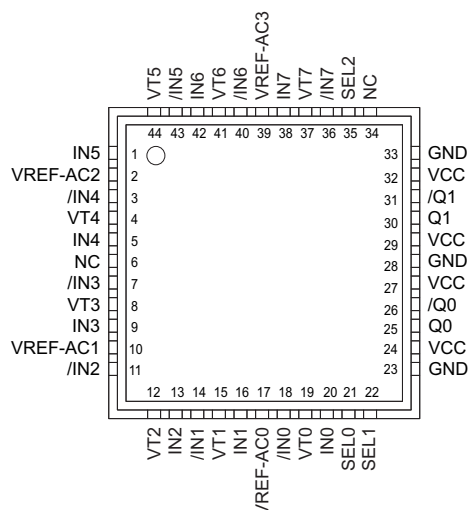 VT5 /IN5 IN6 VT6 /IN6 VREF-AC3 IN7 VT7 /IN7 SEL2 NC
44 43 42 41 40 39 38 37 36 35 34
IN5 1 33 GND
VREF-AC2 2 32 VCC
/IN4 3 31 /Q1
VT4 4 30 Q1
IN4 5 29 VCC
NC 6 28 GND
/IN3 7 27 VCC
VT3 8 26 /Q0
IN3 9 25 Q0
VREF-AC1 10 24 VCC
/IN2 11 23 GND
12 13 14 15 16 17 18 19 20 21 22
VT2 IN2 /IN1 VT1 IN1 /REF-AC0 /IN0 VT0 IN0 SEL0 SEL1